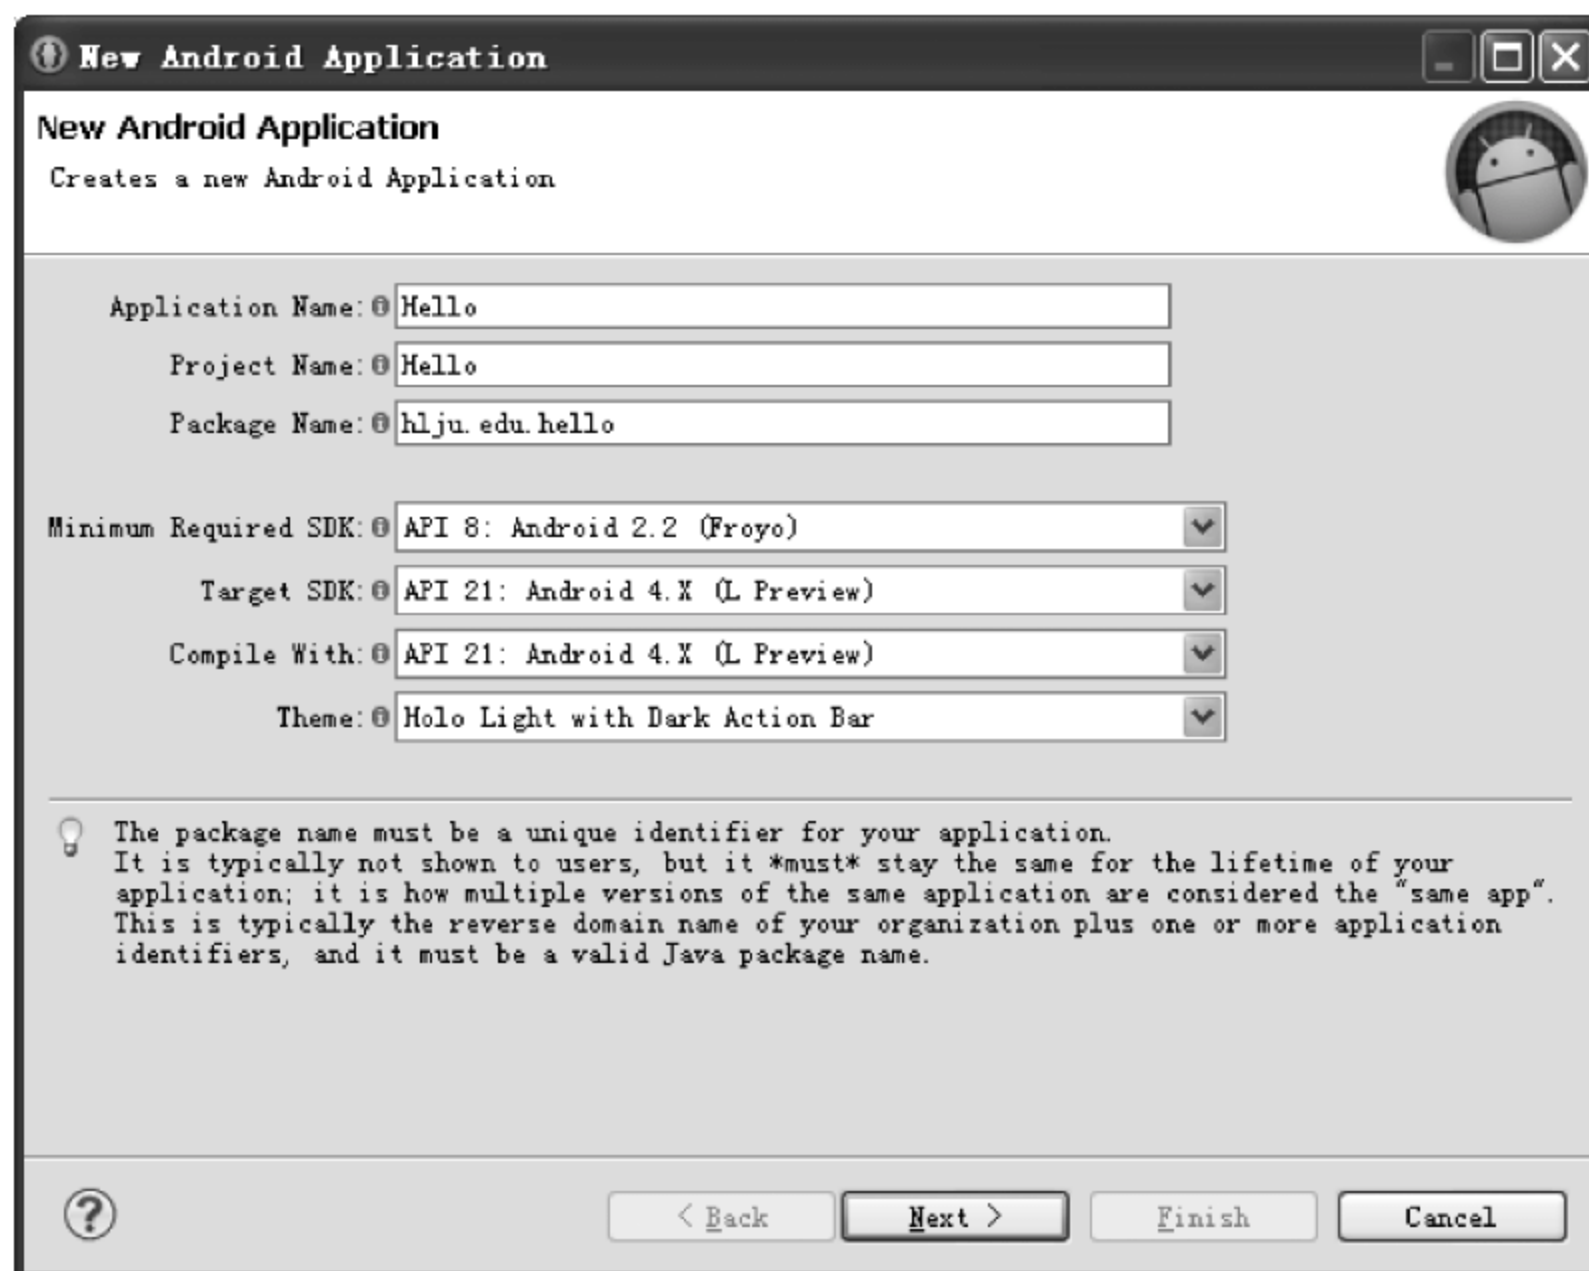 New Android Application
New Android Application
Creates a new Android Application
Application Name: Hello
Project Name: Hello
Package Name: hlju.edu.hello
Minimum Required SDK: API 8: Android 2.2 (Froyo)
Target SDK: API 21: Android 4.X (L Preview)
Compile With: API 21: Android 4.X (L Preview)
Theme: Holo Light with Dark Action Bar
The package name must be a unique identifier for your application.
It is typically not shown to users, but it *must* stay the same for the lifetime of your
application; it is how multiple versions of the same application are considered the "same app".
This is typically the reverse domain name of your organization plus one or more application
identifiers, and it must be a valid Java package name.
? < Back Next > Finish Cancel